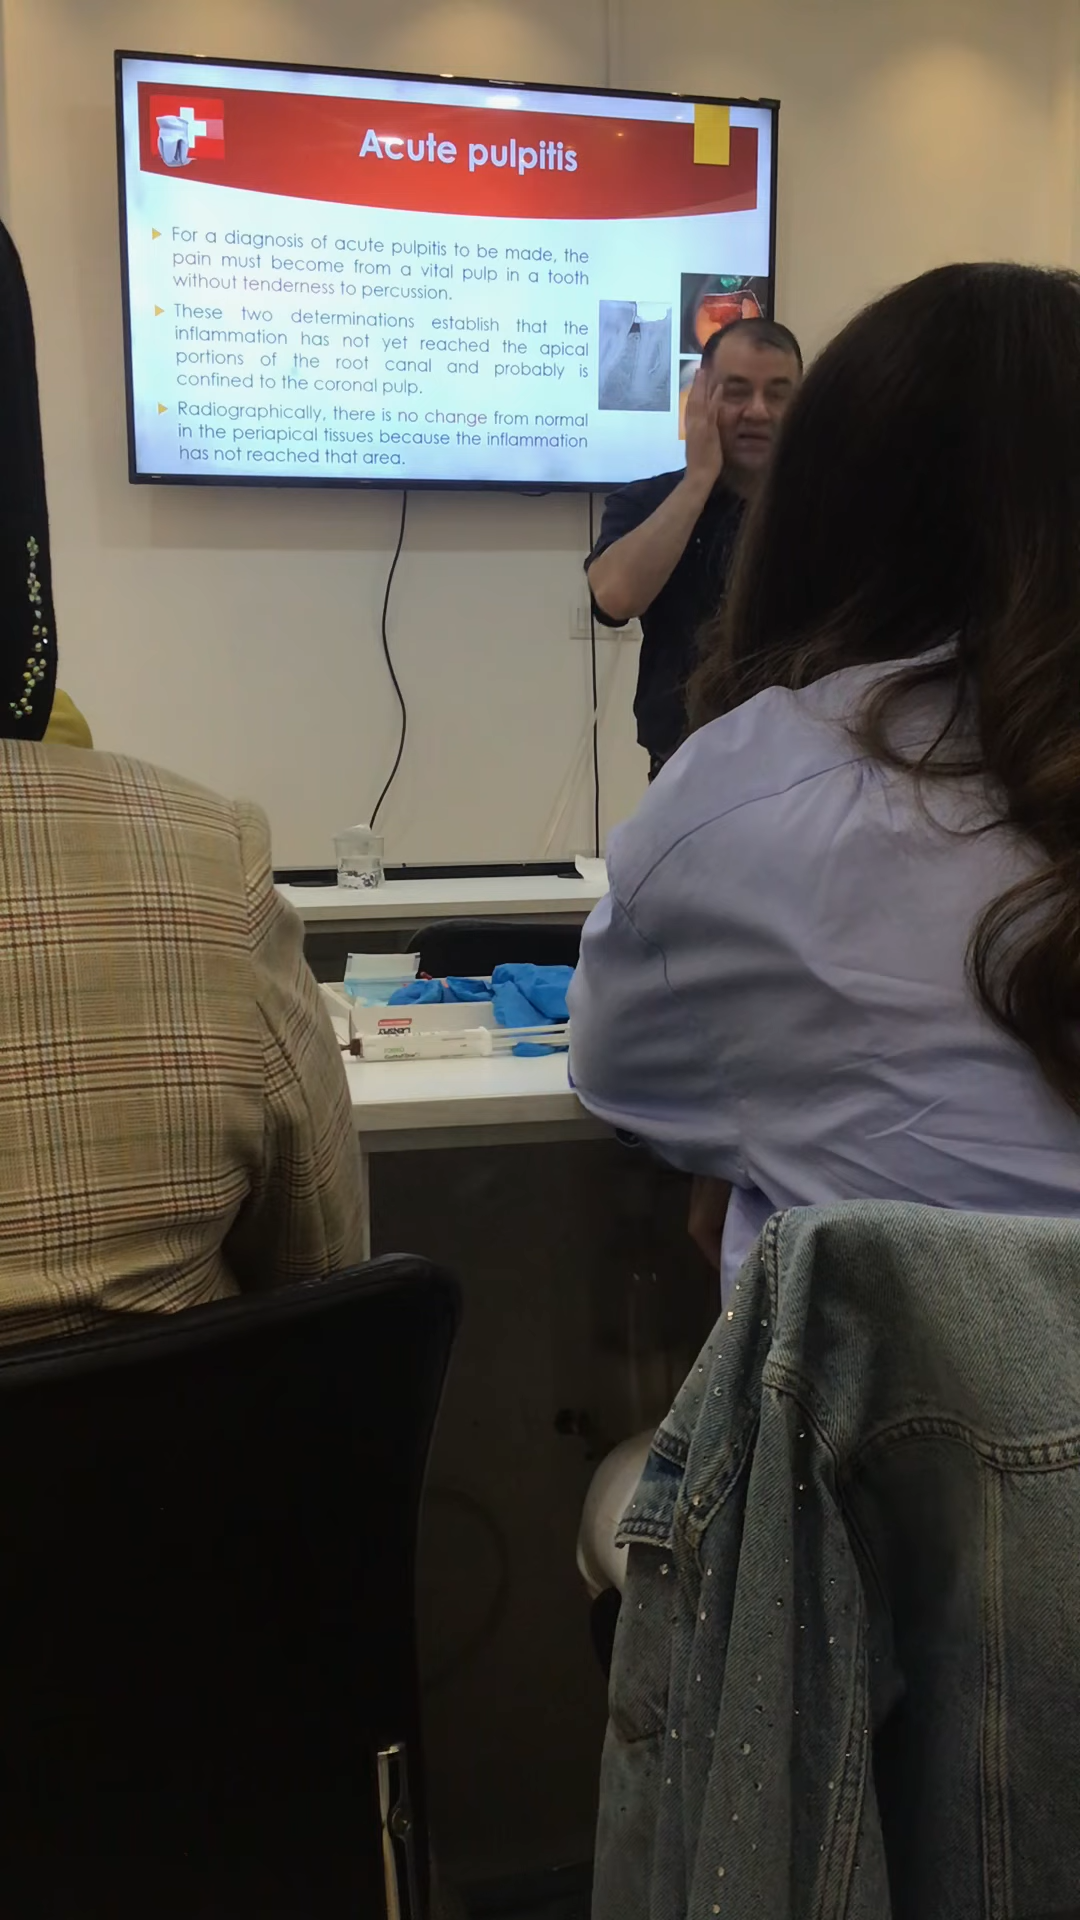 Acute pulpitis
For a diagnosis of acute pulpitis to be made, the
pain must become from a vital pulp in a tooth
without tenderness to percussion.
These two determinations establish that the
inflammation has not yet reached the apical
portions of the root canal and probably is
confined to the coronal pulp.
Radiographically, there is no change from normal
in the periapical tissues because the inflammation
has not reached that area.